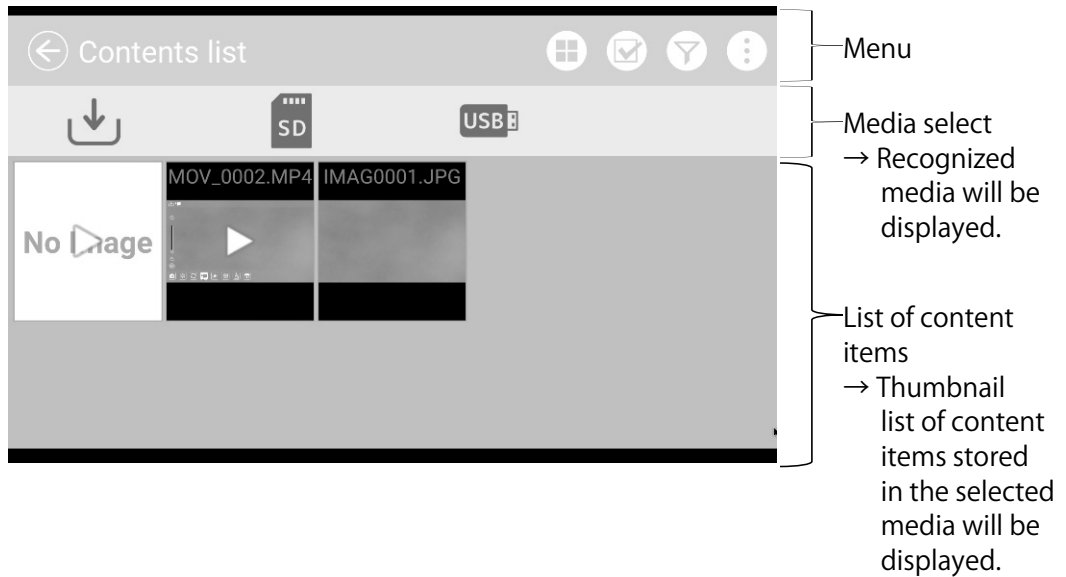 Contents list
Menu
SD
USB
Media select
→ Recognized
media will be
displayed.
MOV_0002.MP4
IMAG0001.JPG
No Image
List of content
items
→ Thumbnail
list of content
items stored
in the selected
media will be
displayed.